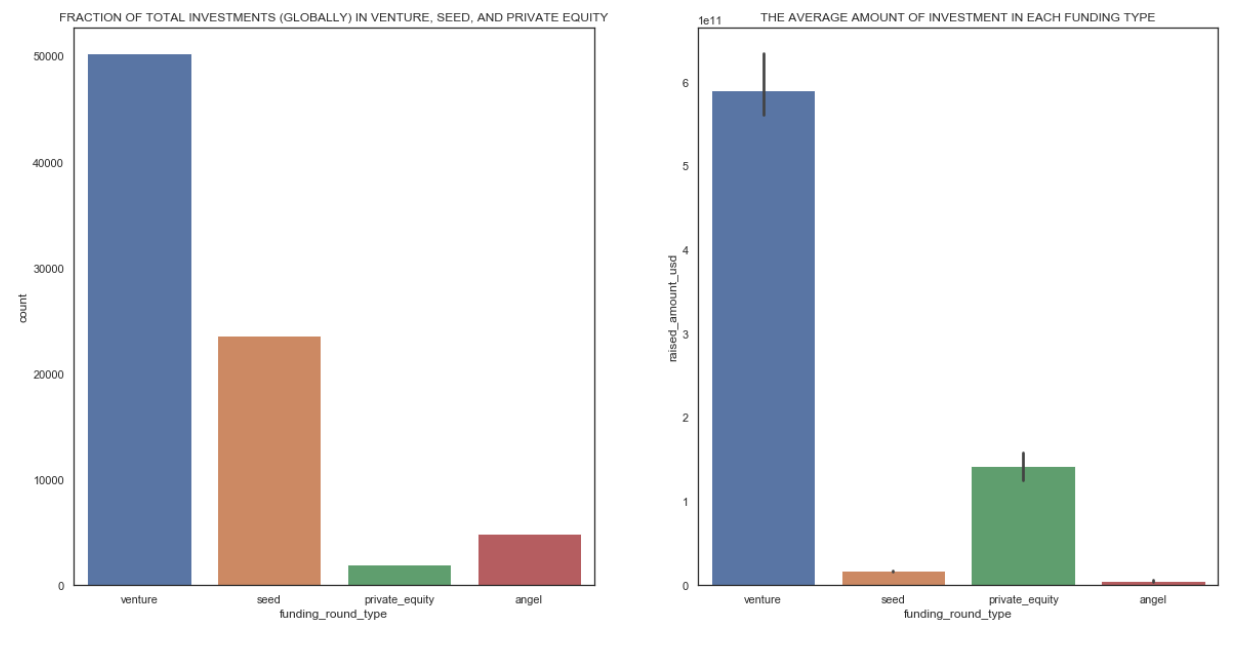 FRACTION OF TOTAL INVESTMENTS (GLOBALLY) IN VENTURE, SEED, AND PRIVATE EQUITY
50000
40000
30000
20000
10000
0
count
venture seed private_equity angel
funding_round_type
THE AVERAGE AMOUNT OF INVESTMENT IN EACH FUNDING TYPE
1e11
6
5
4
3
2
1
0
raised_amount_usd
venture seed private_equity angel
funding_round_type